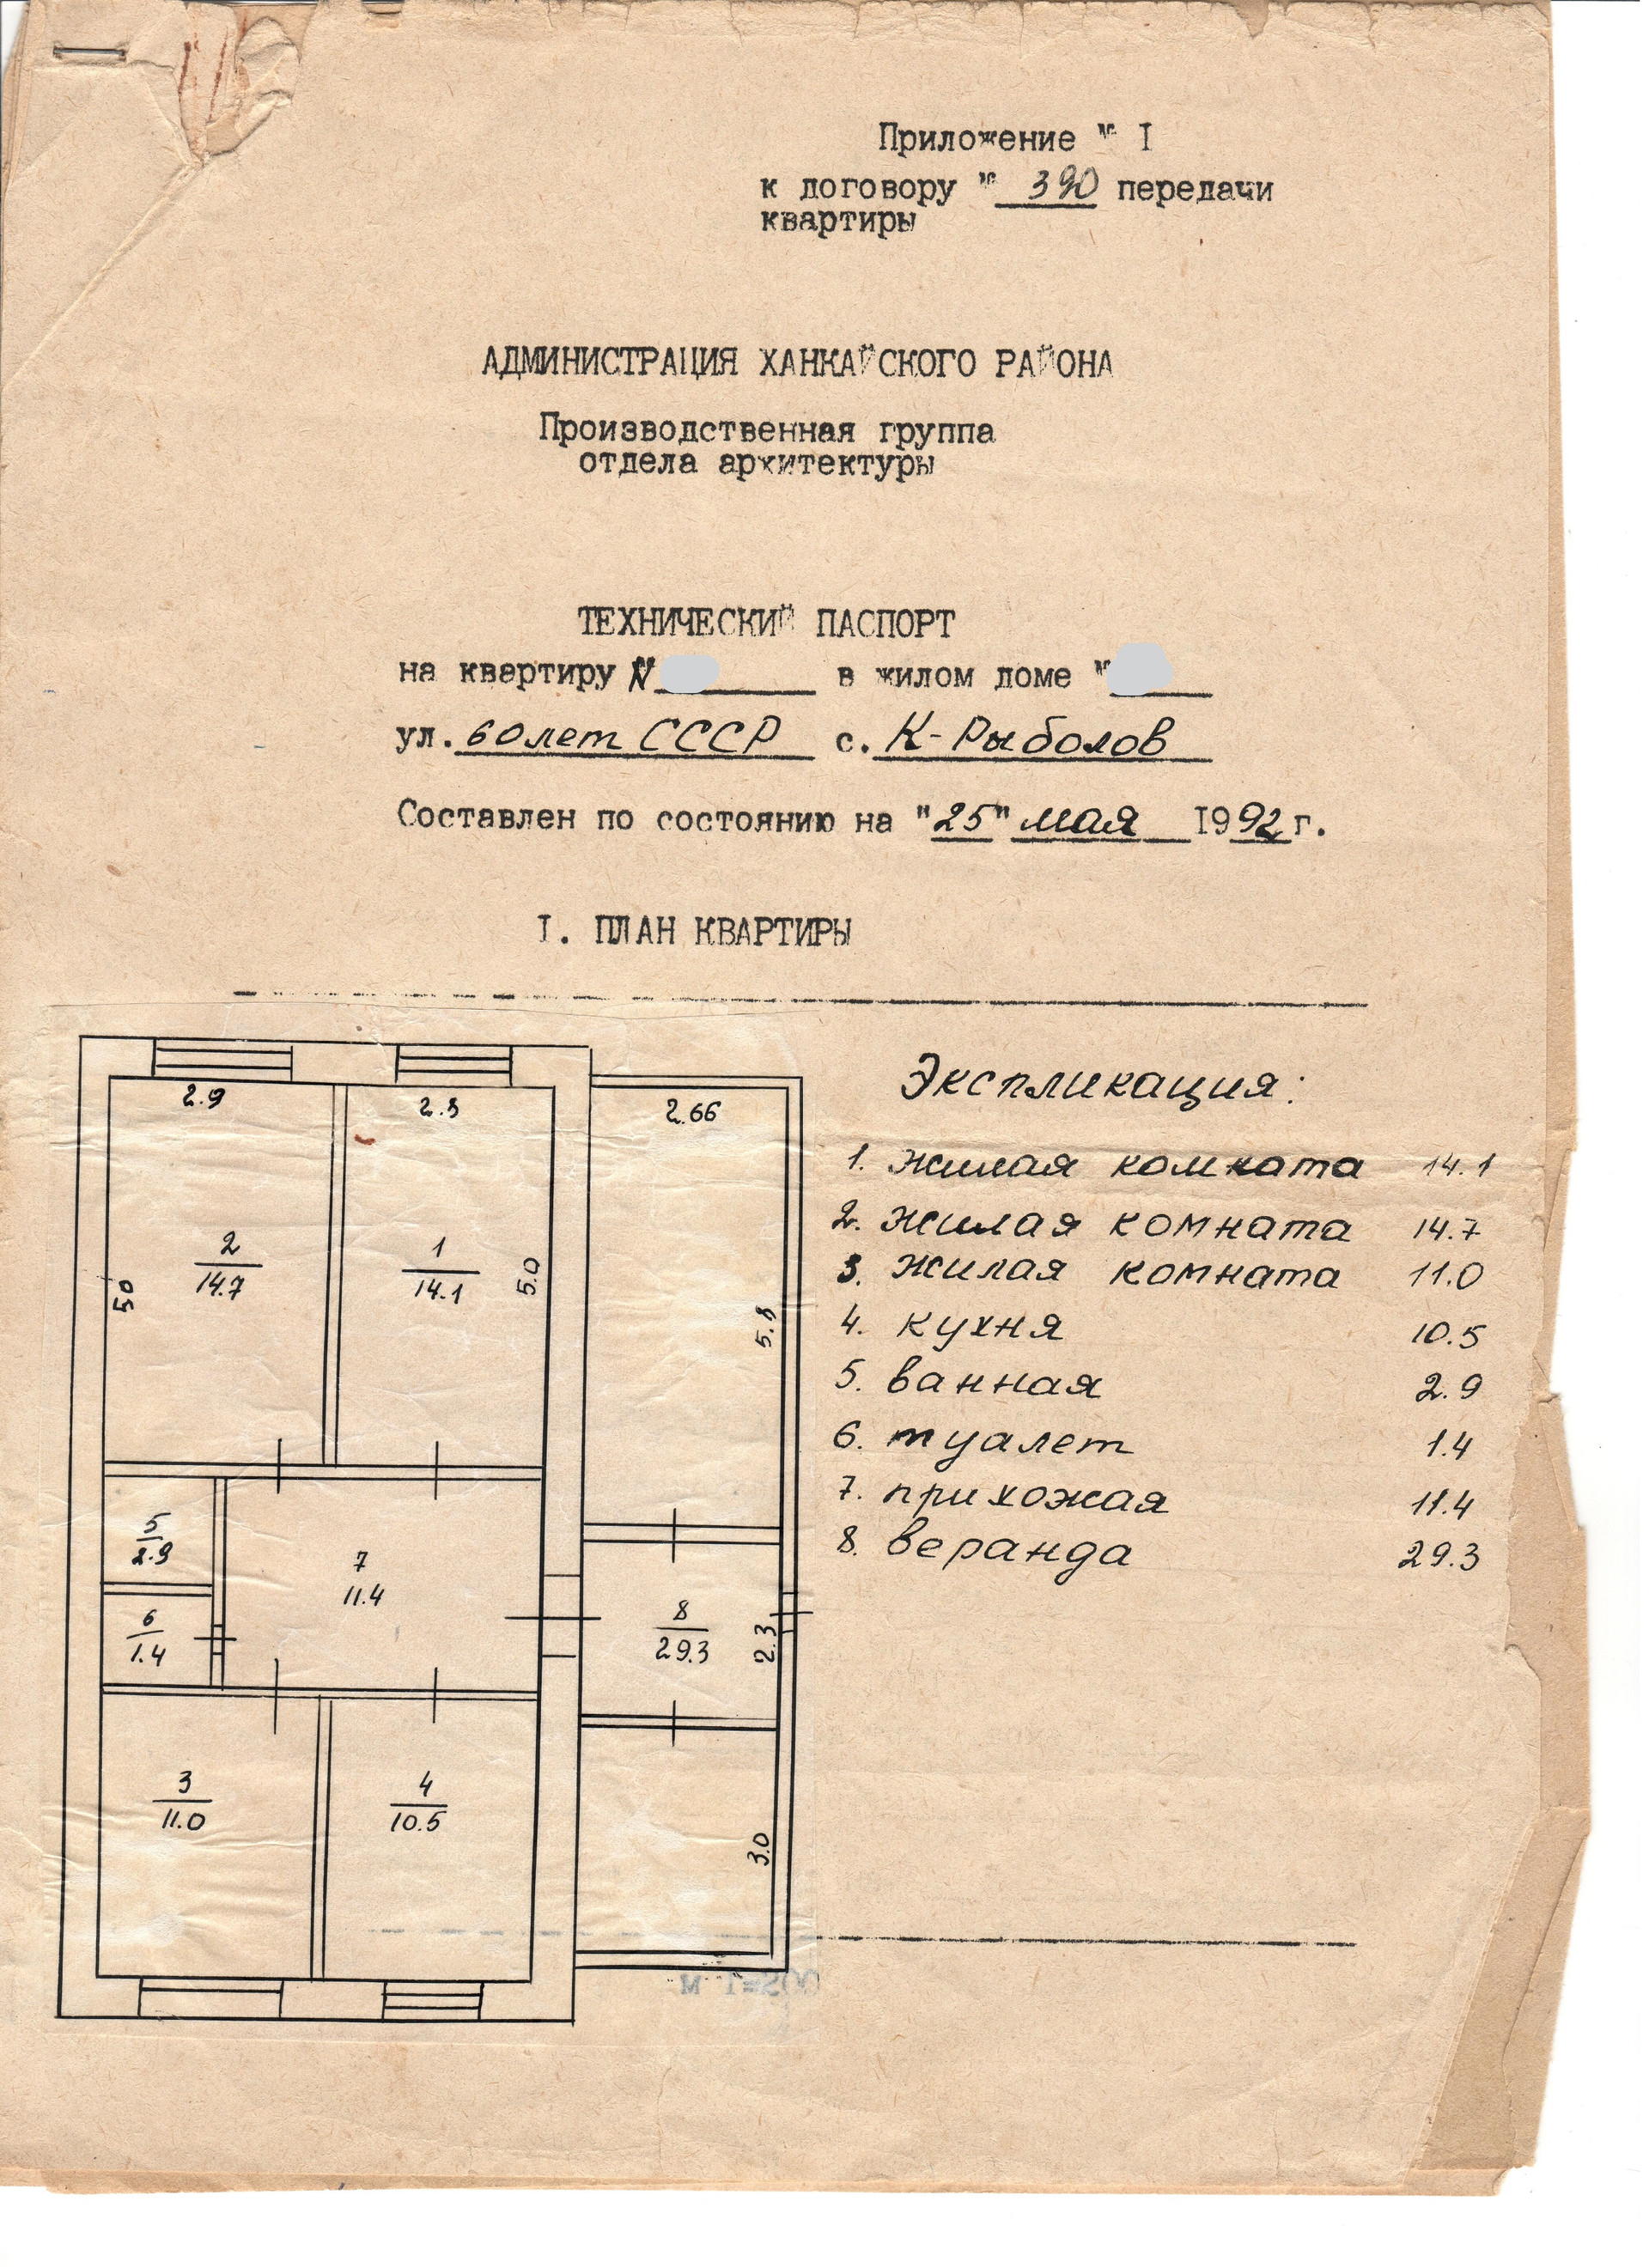 Приложение № I
к договору № 390 передачи
квартиры
АДМИНИСТРАЦИЯ ХАНКАЙСКОГО РАЙОНА
Производственная группа
отдела архитектуры
ТЕХНИЧЕСКИЙ ПАСПОРТ
на квартиру № в жилом доме №
ул. 60 лет СССР с. К-Рыболов
Составлен по состоянию на "25" мая 1992 г.
I. ПЛАН КВАРТИРЫ
2.9
2.8
2.66
2
14.7
1
14.1
5.0
5.0
5.8
5
2.9
7
11.4
6
1.4
8
29.3
2.3
3
11.0
4
10.5
3.0
Экспликация:
1. жилая комната 14.1
2. жилая комната 14.7
3. жилая комната 11.0
4. кухня 10.5
5. ванная 2.9
6. туалет 1.4
7. прихожая 11.4
8. веранда 29.3